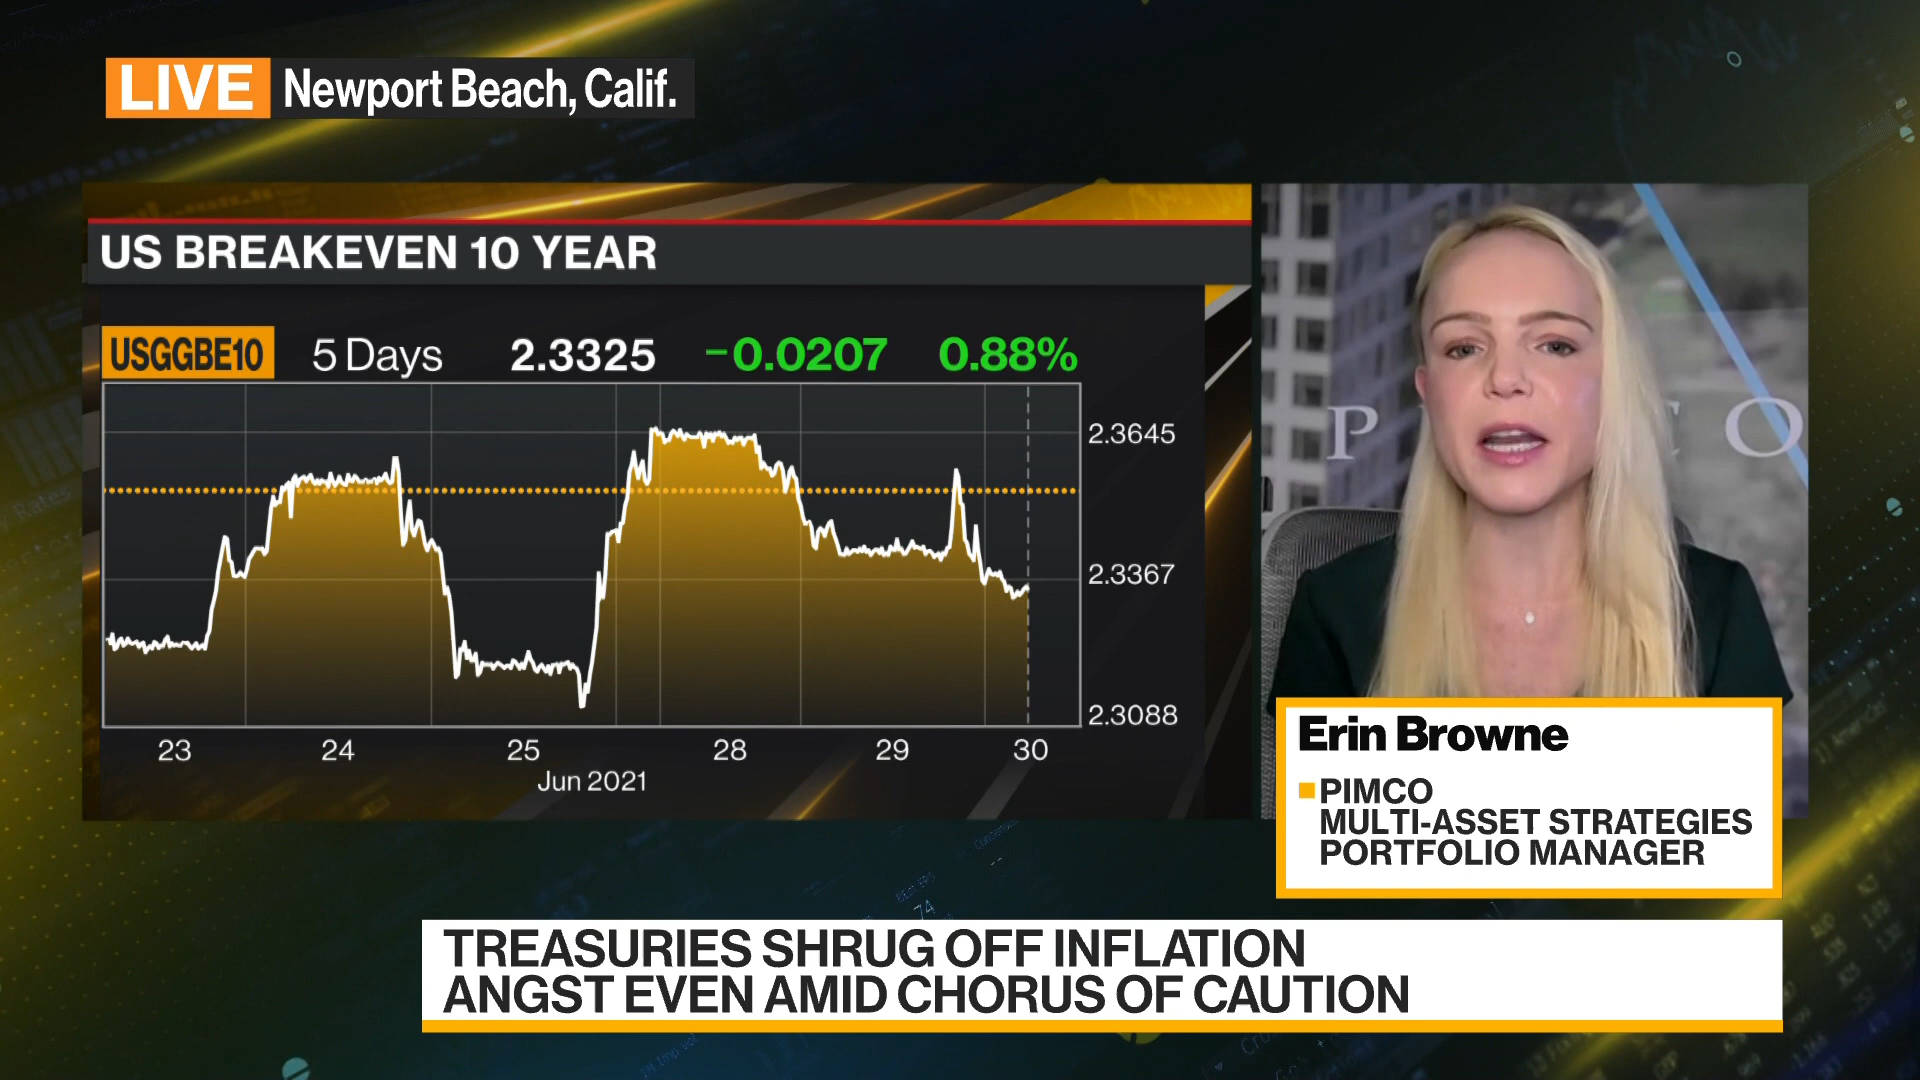 LIVE Newport Beach, Calif.
US BREAKEVEN 10 YEAR
USGGBE10 5 Days 2.3325 -0.0207 0.88%
2.3645
2.3367
2.3088
23 24 25 28 29 30
Jun 2021
P C O
Erin Browne
PIMCO
MULTI-ASSET STRATEGIES
PORTFOLIO MANAGER
TREASURIES SHRUG OFF INFLATION
ANGST EVEN AMID CHORUS OF CAUTION
74